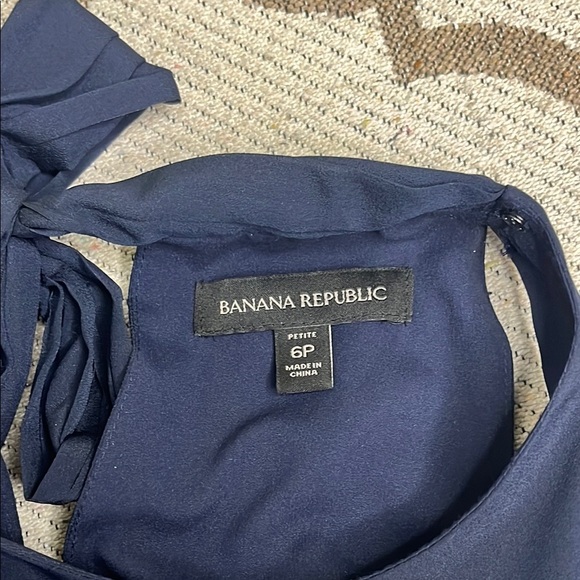 BANANA REPUBLIC
PETITE
6P
MADE IN
CHINA